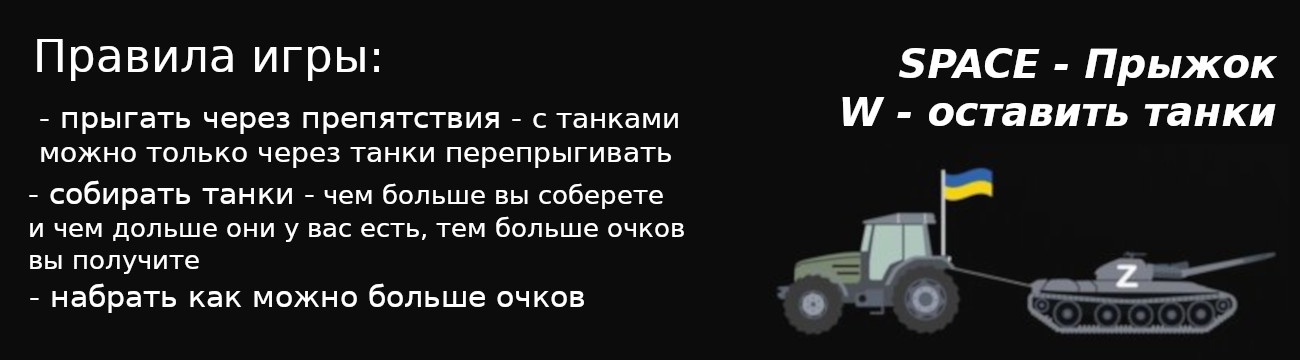 Правила игры:
- прыгать через препятствия - с танками
можно только через танки перепрыгивать
- собирать танки - чем больше вы соберете
и чем дольше они у вас есть, тем больше очков
вы получите
- набрать как можно больше очков
SPACE - Прыжок
W - оставить танки
Z